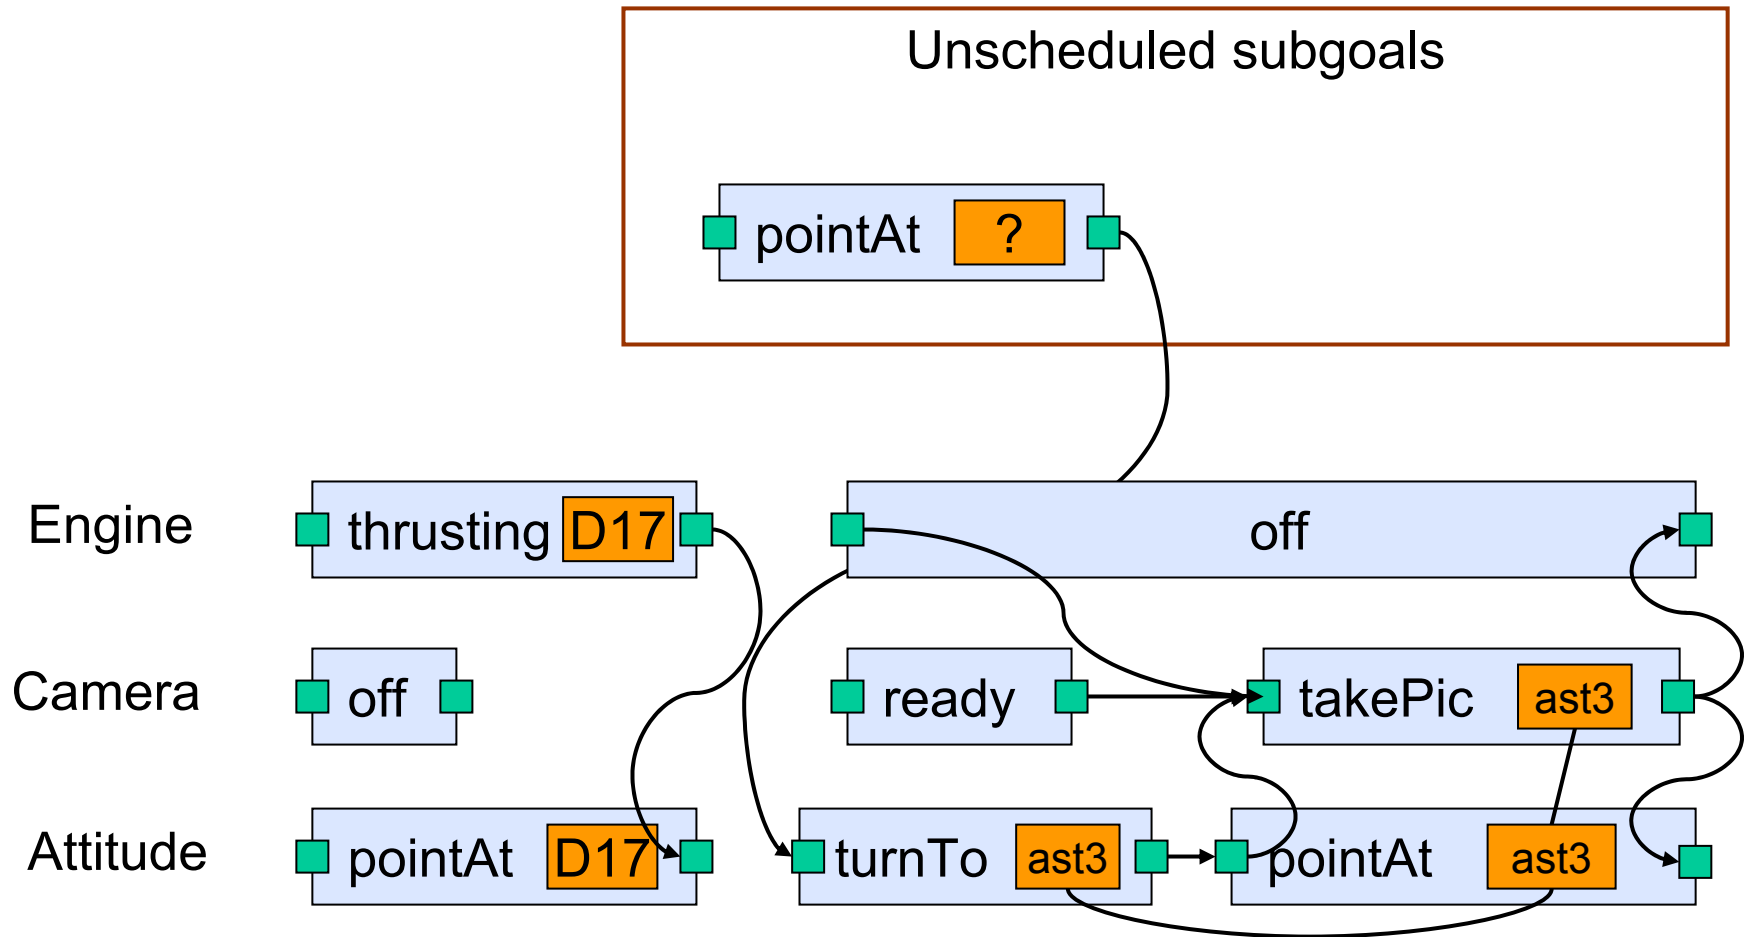 Unscheduled subgoals
pointAt ?
Engine thrusting D17 off
Camera off ready takePic ast3
Attitude pointAt D17 turnTo ast3 pointAt ast3